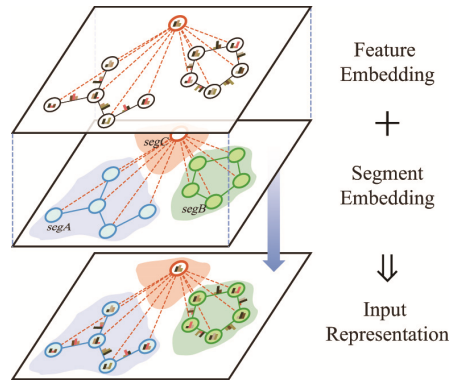 Feature
Embedding
+
segC
segA
segB
Segment
Embedding
⇓
Input
Representation